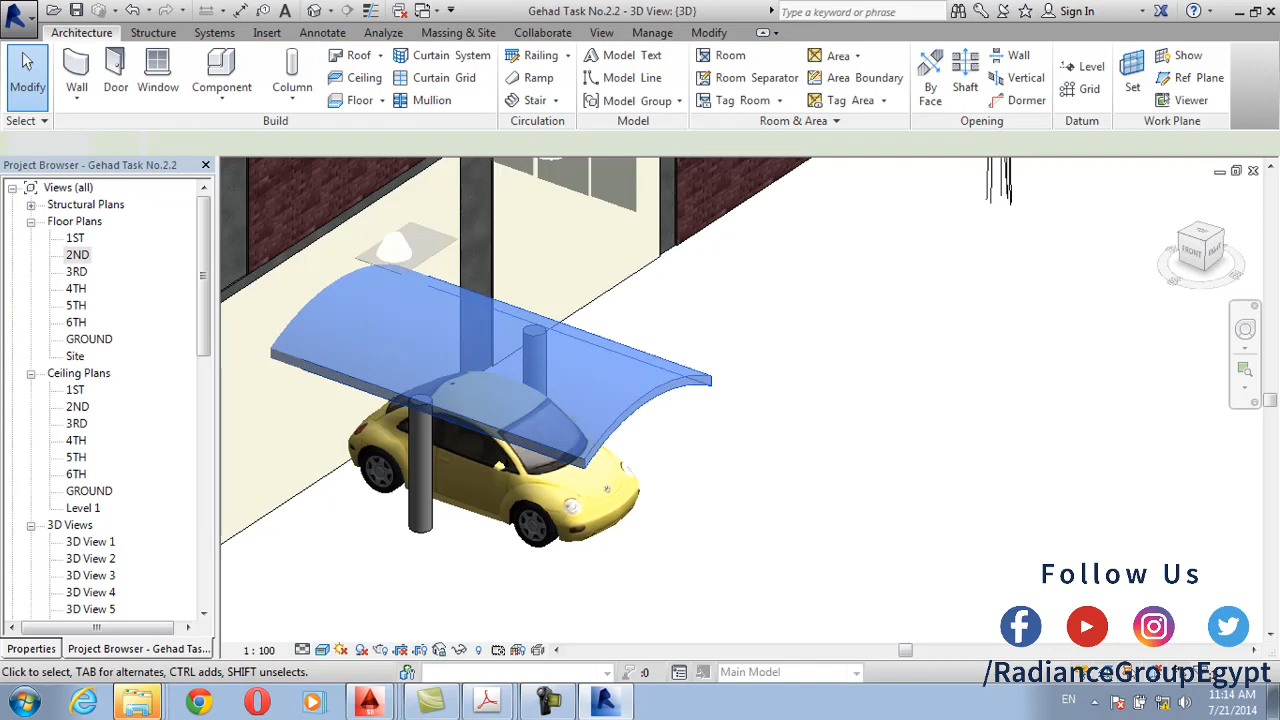 Gehad Task No.2.2 - 3D View: {3D}
Type a keyword or phrase
Sign In
Architecture
Structure
Systems
Insert
Annotate
Analyze
Massing & Site
Collaborate
View
Manage
Modify
Modify
Wall
Door
Window
Component
Column
Roof
Ceiling
Floor
Curtain System
Curtain Grid
Mullion
Railing
Ramp
Stair
Model Text
Model Line
Model Group
Room
Room Separator
Tag Room
Area
Area Boundary
Tag Area
By
Face
Shaft
Wall
Vertical
Dormer
Level
Grid
Set
Show
Ref Plane
Viewer
Select
Build
Circulation
Model
Room & Area
Opening
Datum
Work Plane
Project Browser - Gehad Task No.2.2
Views (all)
Structural Plans
Floor Plans
1ST
2ND
3RD
4TH
5TH
6TH
GROUND
Site
Ceiling Plans
1ST
2ND
3RD
4TH
5TH
6TH
GROUND
Level 1
3D Views
3D View 1
3D View 2
3D View 3
3D View 4
3D View 5
FRONT
RIGHT
Properties
Project Browser - Gehad Tas...
1 : 100
Click to select, TAB for alternates, CTRL adds, SHIFT unselects.
:0
Main Model
Follow Us
/RadianceGroupEgypt
EN
11:14 AM
7/21/2014